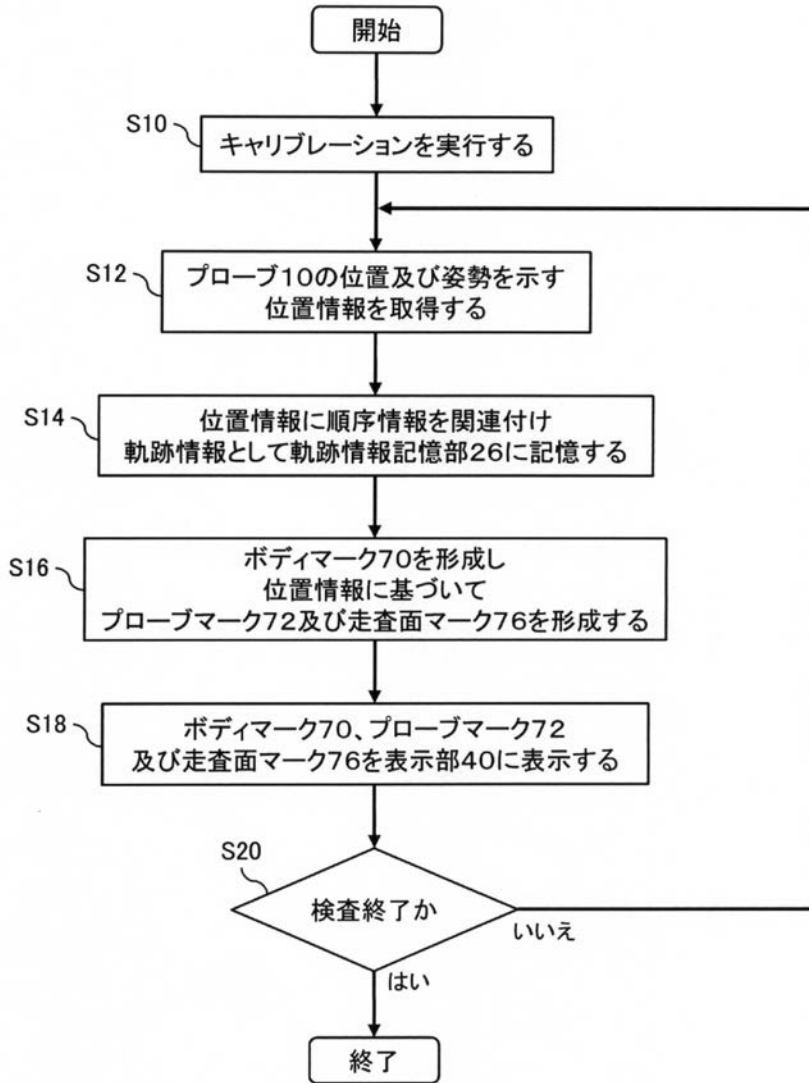 開始
S10
キャリブレーションを実行する
S12
プローブ10の位置及び姿勢を示す
位置情報を取得する
S14
位置情報に順序情報を関連付け
軌跡情報として軌跡情報記憶部26に記憶する
S16
ボディマーク70を形成し
位置情報に基づいて
プローブマーク72及び走査面マーク76を形成する
S18
ボディマーク70、プローブマーク72
及び走査面マーク76を表示部40に表示する
S20
検査終了か
いいえ
はい
終了